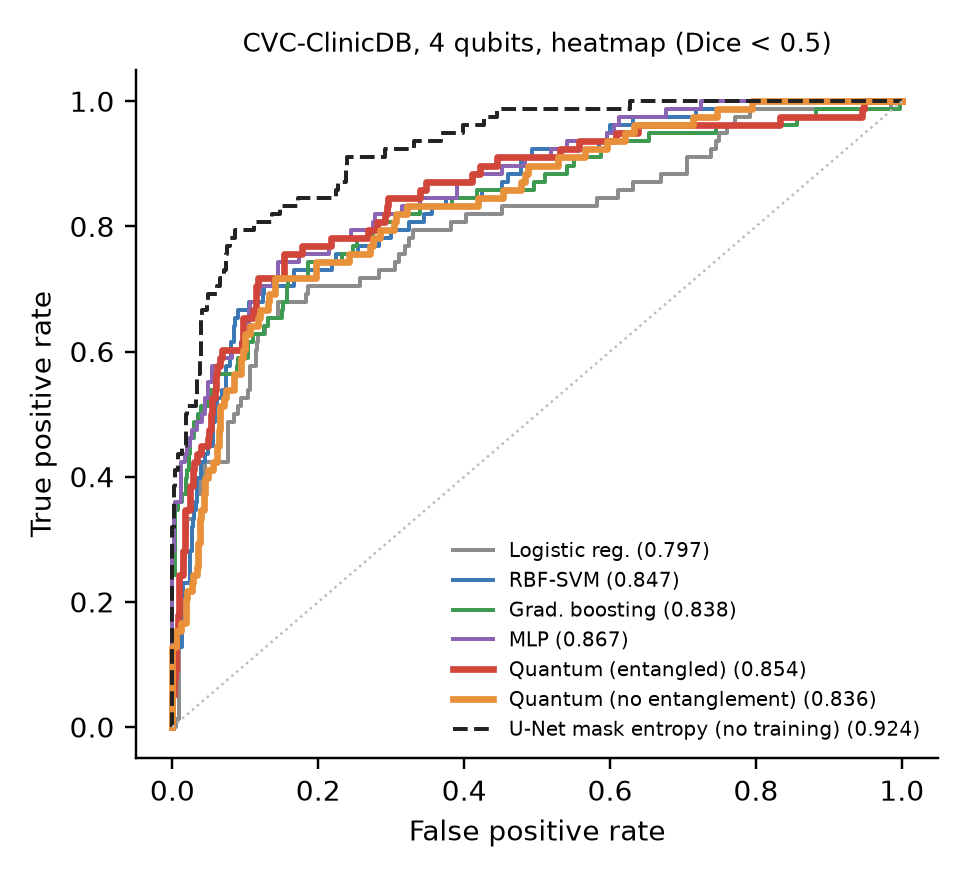 CVC-ClinicDB, 4 qubits, heatmap (Dice < 0.5)
True positive rate
1.0
0.8
0.6
0.4
0.2
0.0
Logistic reg. (0.797)
RBF-SVM (0.847)
Grad. boosting (0.838)
MLP (0.867)
Quantum (entangled) (0.854)
Quantum (no entanglement) (0.836)
U-Net mask entropy (no training) (0.924)
0.0 0.2 0.4 0.6 0.8 1.0
False positive rate